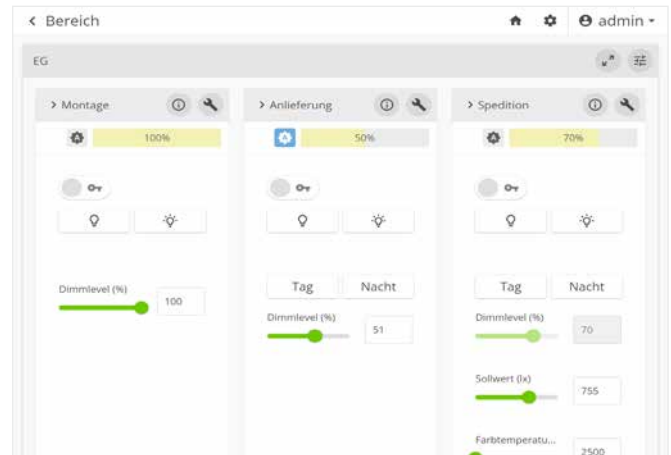 Bereich
admin
EG
Montage
100%
Dimmlevel (%)
100
Anlieferung
50%
Tag Nacht
Dimmlevel (%)
51
Spedition
70%
Tag Nacht
Dimmlevel (%)
70
Sollwert (lx)
755
Farbtemperatu...
2500